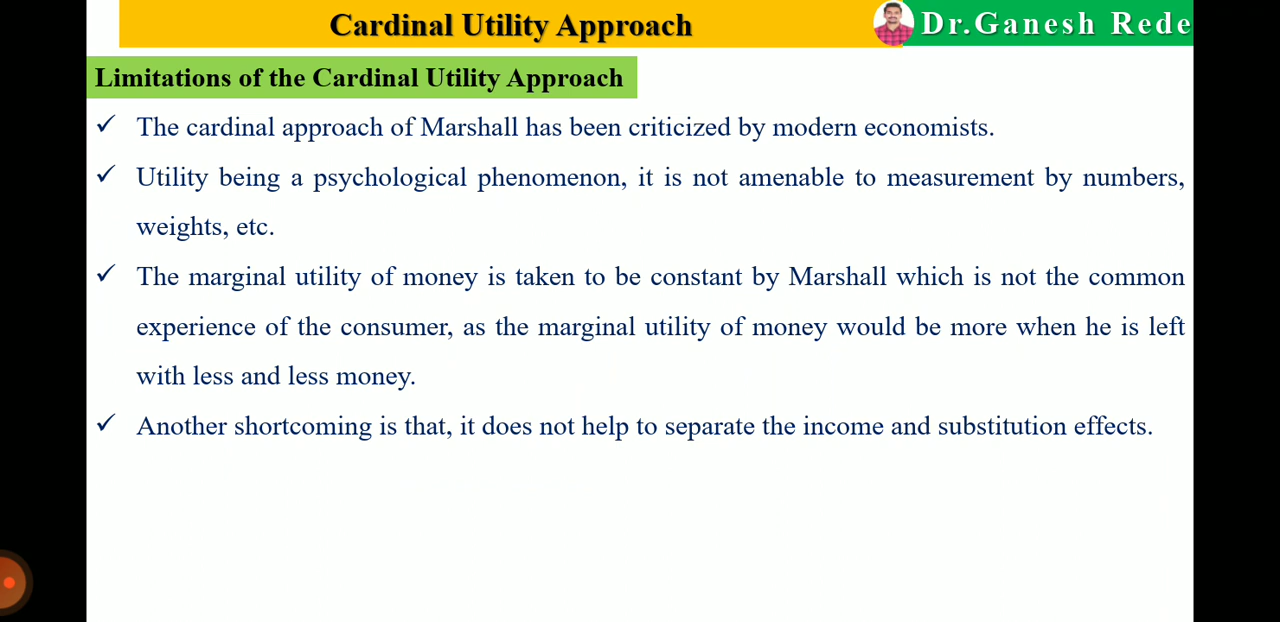 Cardinal Utility Approach
Dr.Ganesh Rede
Limitations of the Cardinal Utility Approach
✓ The cardinal approach of Marshall has been criticized by modern economists.
✓ Utility being a psychological phenomenon, it is not amenable to measurement by numbers,
weights, etc.
✓ The marginal utility of money is taken to be constant by Marshall which is not the common
experience of the consumer, as the marginal utility of money would be more when he is left
with less and less money.
✓ Another shortcoming is that, it does not help to separate the income and substitution effects.